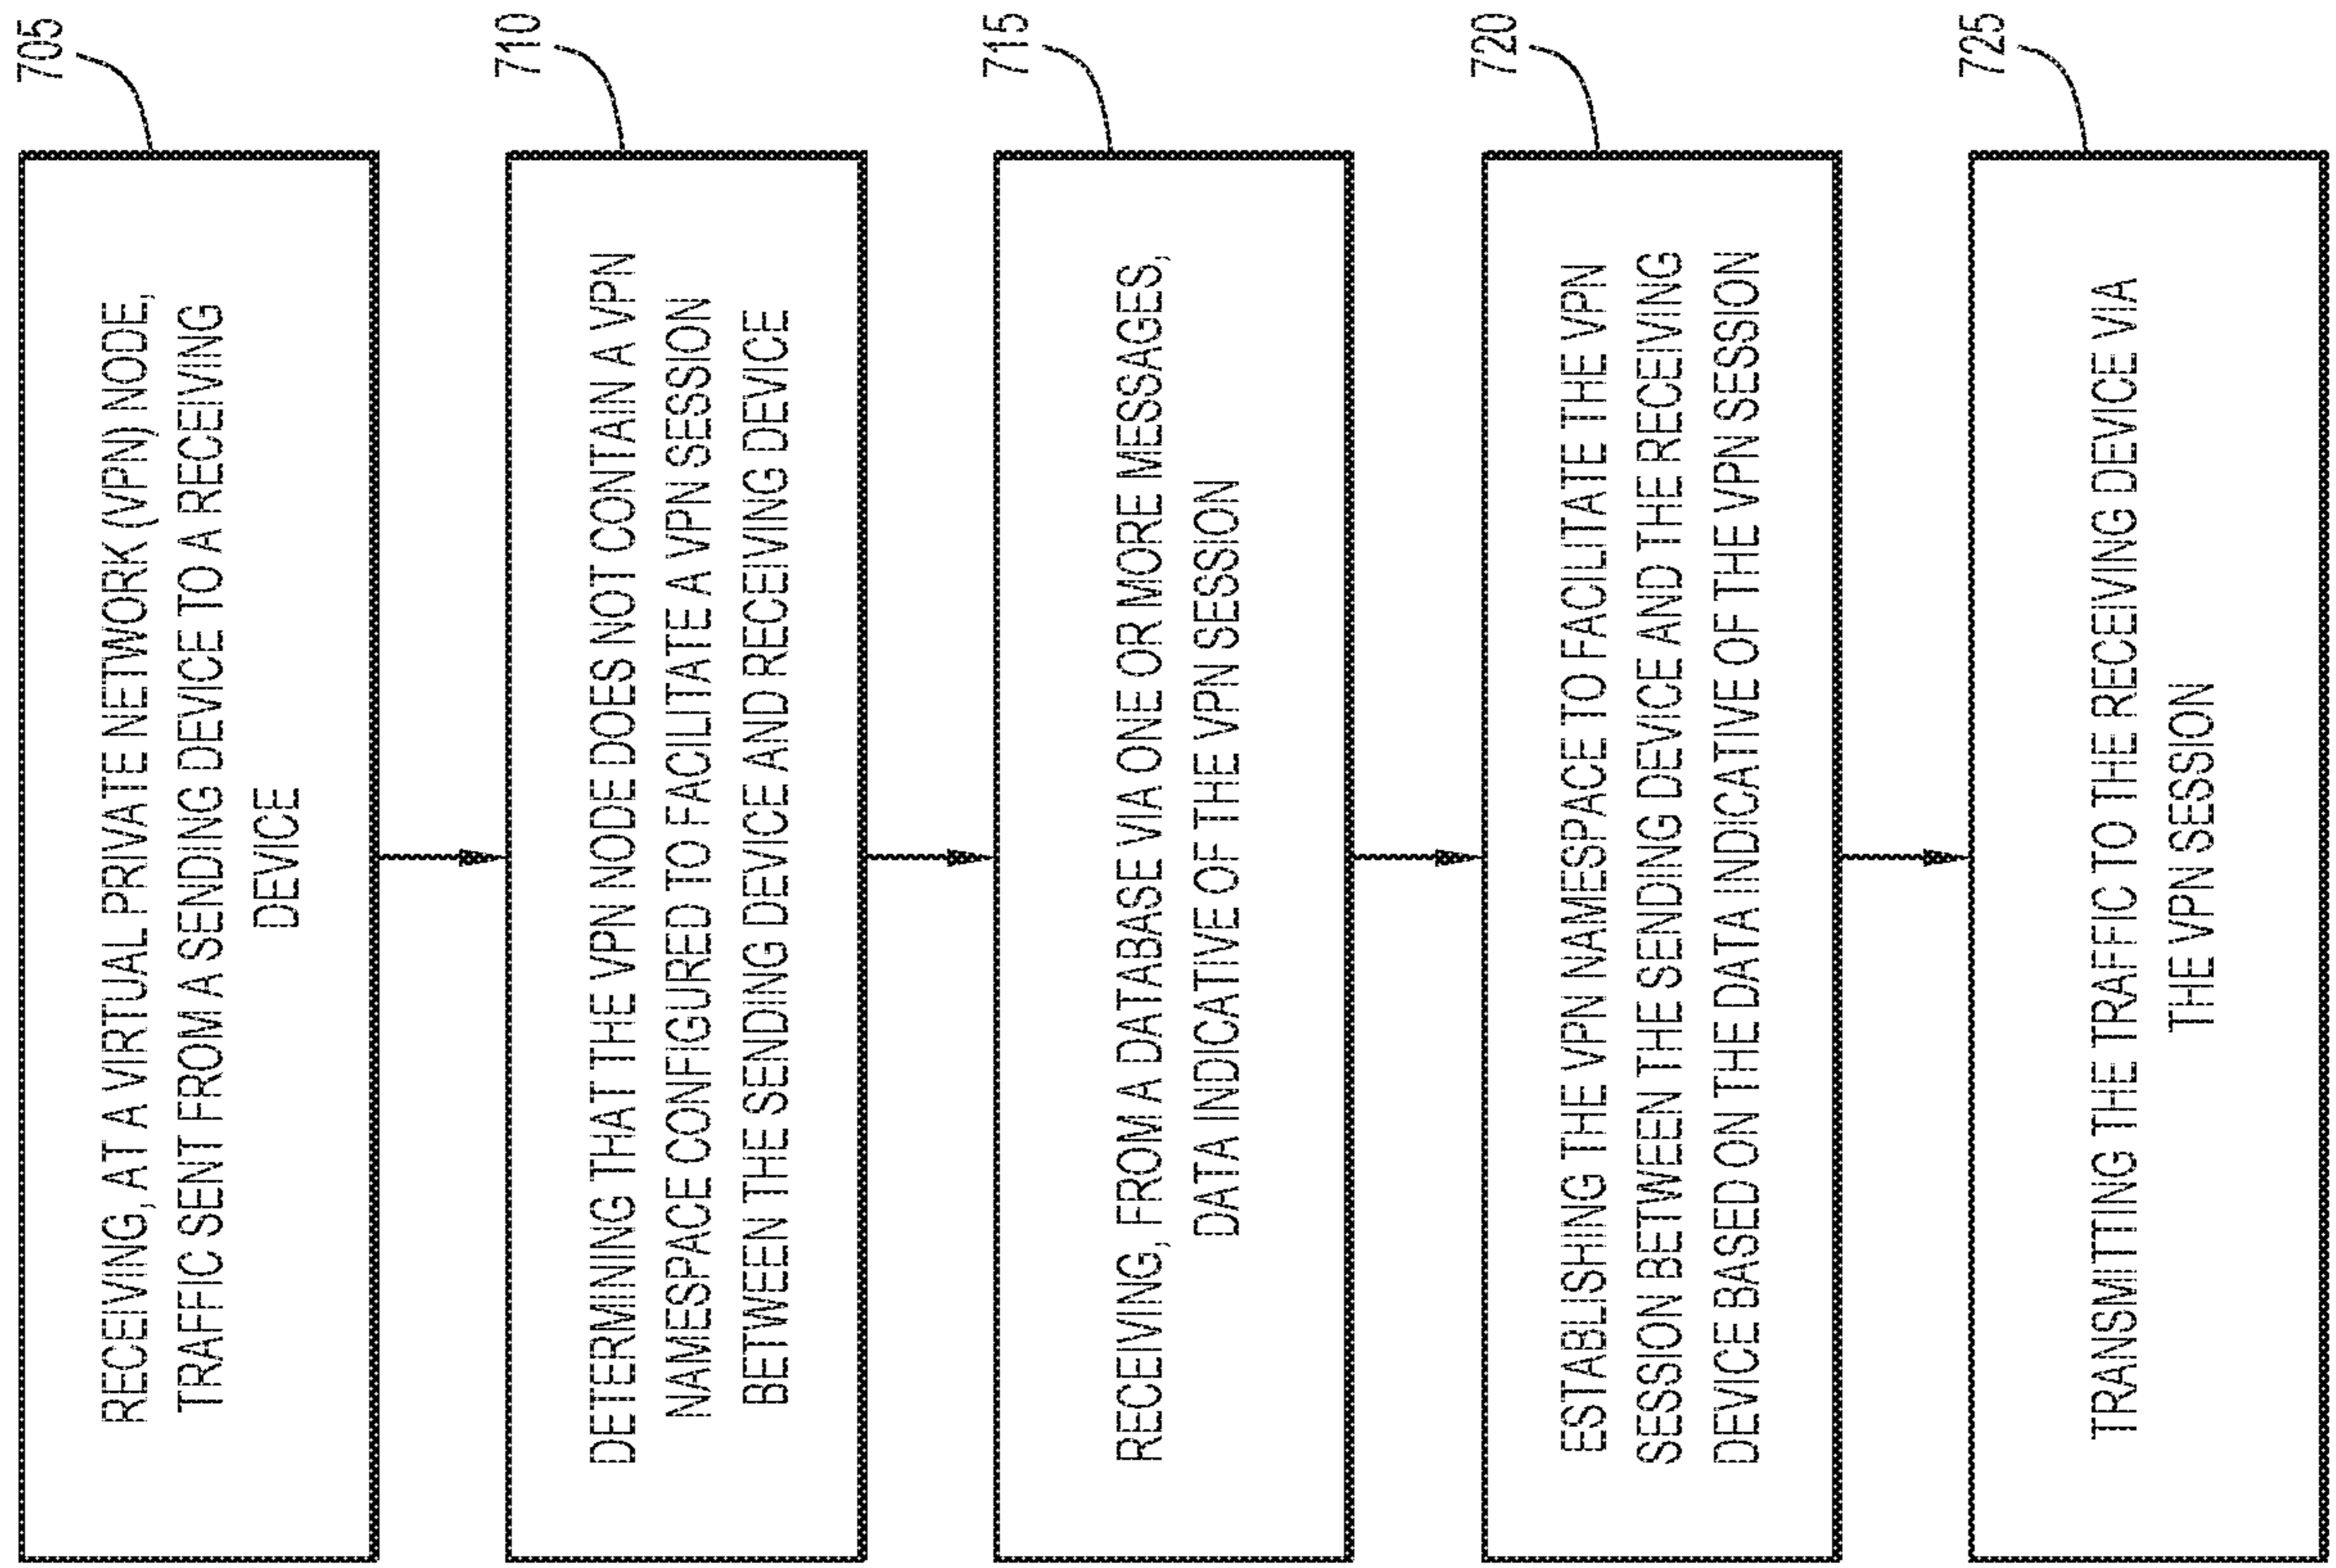 705
RECEIVING, AT A VIRTUAL PRIVATE NETWORK (VPN) NODE,
TRAFFIC SENT FROM A SENDING DEVICE TO A RECEIVING
DEVICE
710
DETERMINING THAT THE VPN NODE DOES NOT CONTAIN A VPN
NAMESPACE CONFIGURED TO FACILITATE A VPN SESSION
BETWEEN THE SENDING DEVICE AND RECEIVING DEVICE
715
RECEIVING, FROM A DATABASE VIA ONE OR MORE MESSAGES,
DATA INDICATIVE OF THE VPN SESSION
720
ESTABLISHING THE VPN NAMESPACE TO FACILITATE THE VPN
SESSION BETWEEN THE SENDING DEVICE AND THE RECEIVING
DEVICE BASED ON THE DATA INDICATIVE OF THE VPN SESSION
725
TRANSMITTING THE TRAFFIC TO THE RECEIVING DEVICE VIA
THE VPN SESSION